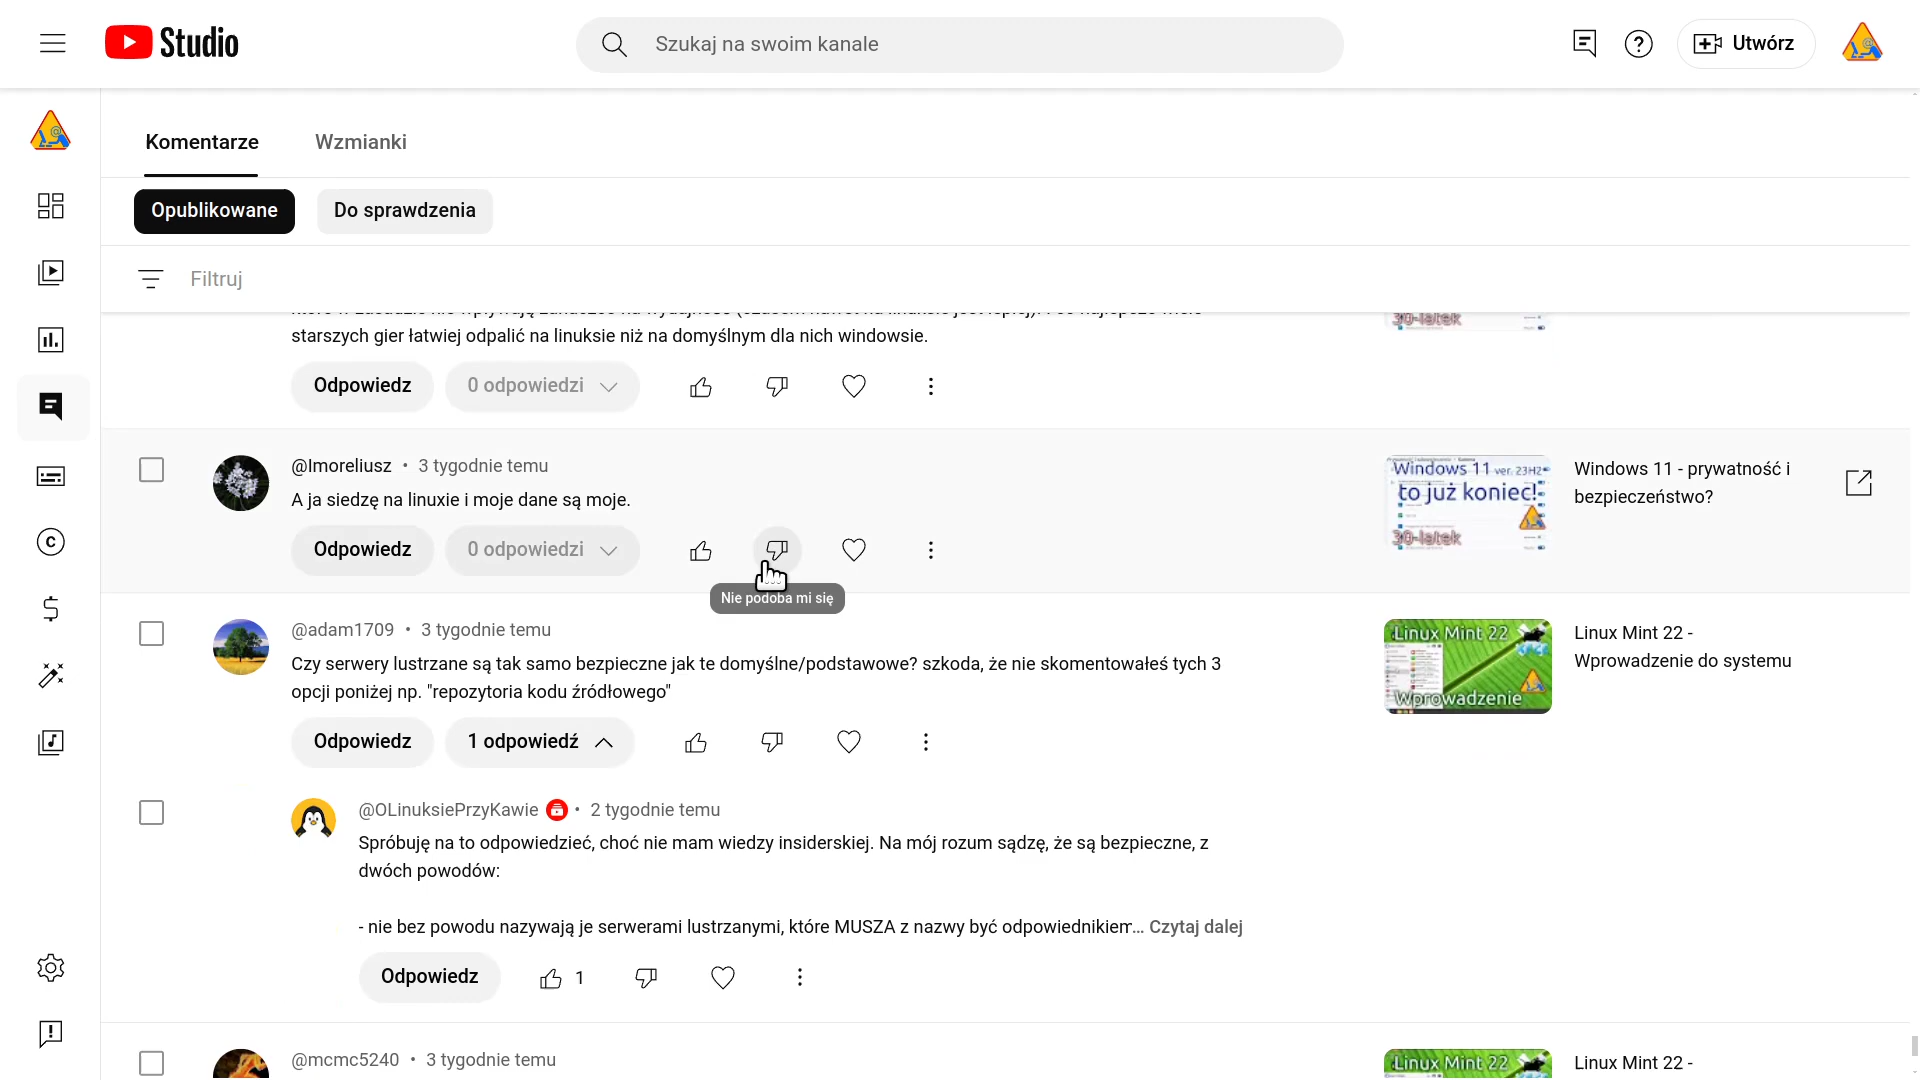 Studio
Szukaj na swoim kanale
Utwórz
Komentarze
Wzmianki
Opublikowane
Do sprawdzenia
Filtruj
starszych gier łatwiej odpalić na linuksie niż na domyślnym dla nich windowsie.
30-latek
Odpowiedz
0 odpowiedzi
@lmoreliusz • 3 tygodnie temu
A ja siedzę na linuxie i moje dane są moje.
Odpowiedz
0 odpowiedzi
Nie podoba mi się
Windows 11 ver. 23H2
to już koniec!
30-latek
Windows 11 - prywatność i
bezpieczeństwo?
@adam1709 • 3 tygodnie temu
Czy serwery lustrzane są tak samo bezpieczne jak te domyślne/podstawowe? szkoda, że nie skomentowałeś tych 3
opcji poniżej np. "repozytoria kodu źródłowego"
Odpowiedz
1 odpowiedź
Linux Mint 22
Wprowadzenie
Linux Mint 22 -
Wprowadzenie do systemu
@OLinuksiePrzyKawie • 2 tygodnie temu
Spróbuję na to odpowiedzieć, choć nie mam wiedzy insiderskiej. Na mój rozum sądzę, że są bezpieczne, z
dwóch powodów:
- nie bez powodu nazywają je serwerami lustrzanymi, które MUSZA z nazwy być odpowiednikiem... Czytaj dalej
Odpowiedz
1
@mcmc5240 • 3 tygodnie temu
Linux Mint 22
Linux Mint 22 -